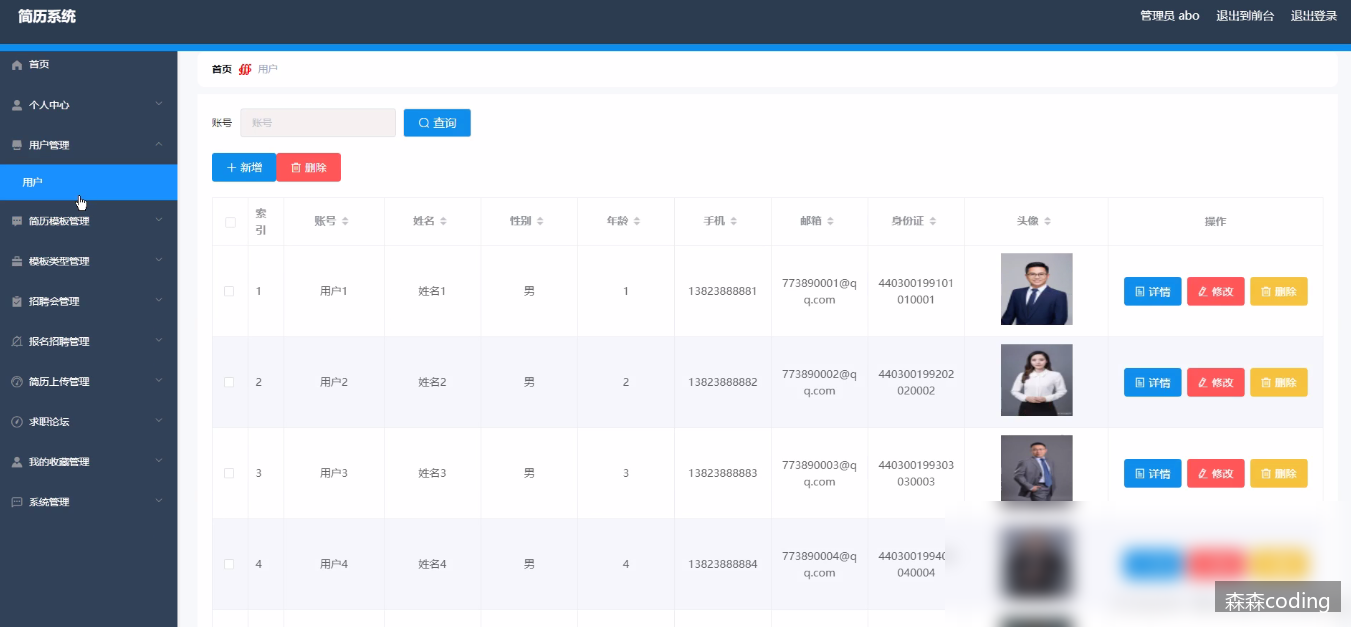 简历系统
管理员 abo 退出到前台 退出登录
首页
个人中心
用户管理
用户
简历模板管理
模板类型管理
招聘会管理
报名招聘管理
简历上传管理
求职论坛
我的收藏管理
系统管理
首页 用户
账号 账号 查询
新增 删除
索引 账号 姓名 性别 年龄 手机 邮箱 身份证 头像 操作
1 用户1 姓名1 男 1 13823888881 773890001@qq.com 440300199101010001 详情 修改 删除
2 用户2 姓名2 男 2 13823888882 773890002@qq.com 440300199202020002 详情 修改 删除
3 用户3 姓名3 男 3 13823888883 773890003@qq.com 440300199303030003 详情 修改 删除
4 用户4 姓名4 男 4 13823888884 773890004@qq.com 440300199404040004
森森coding